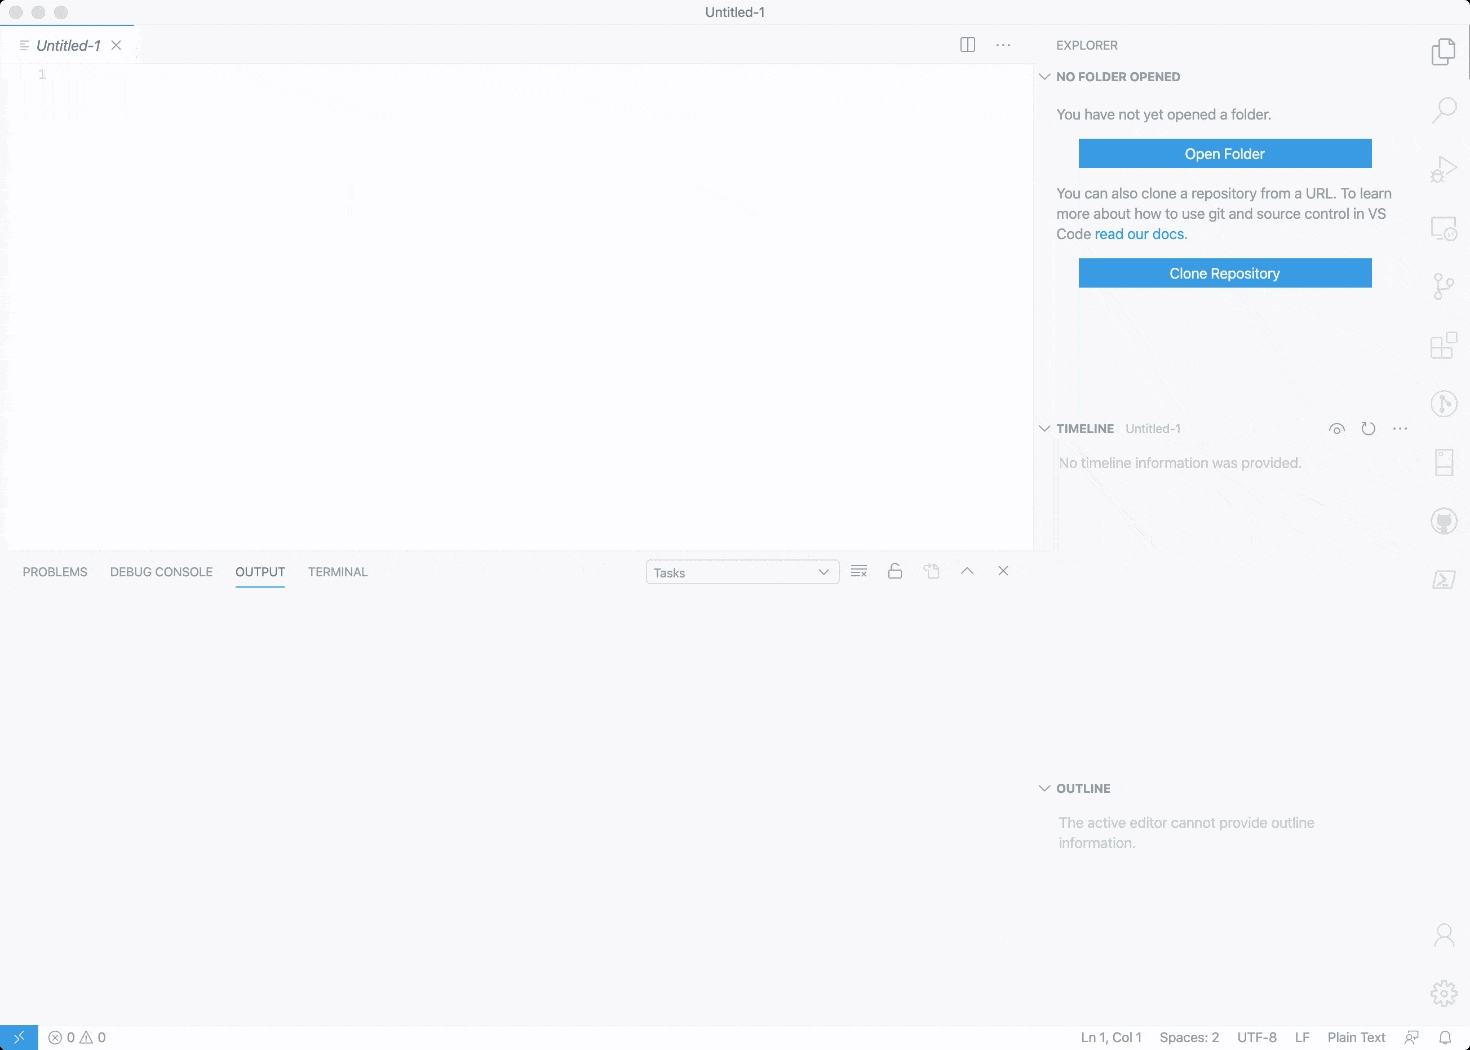 Untitled-1
Untitled-1
1
EXPLORER
NO FOLDER OPENED
You have not yet opened a folder.
Open Folder
You can also clone a repository from a URL. To learn
more about how to use git and source control in VS
Code read our docs.
Clone Repository
TIMELINE Untitled-1
No timeline information was provided.
PROBLEMS DEBUG CONSOLE OUTPUT TERMINAL
Tasks
OUTLINE
The active editor cannot provide outline
information.
0 0
Ln 1, Col 1 Spaces: 2 UTF-8 LF Plain Text